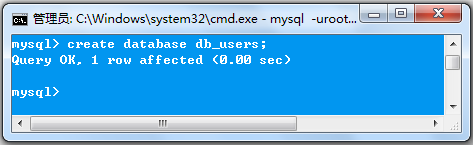 管理员: C:\Windows\system32\cmd.exe - mysql  -uroot...
mysql> create database db_users;
Query OK, 1 row affected (0.00 sec)
mysql>